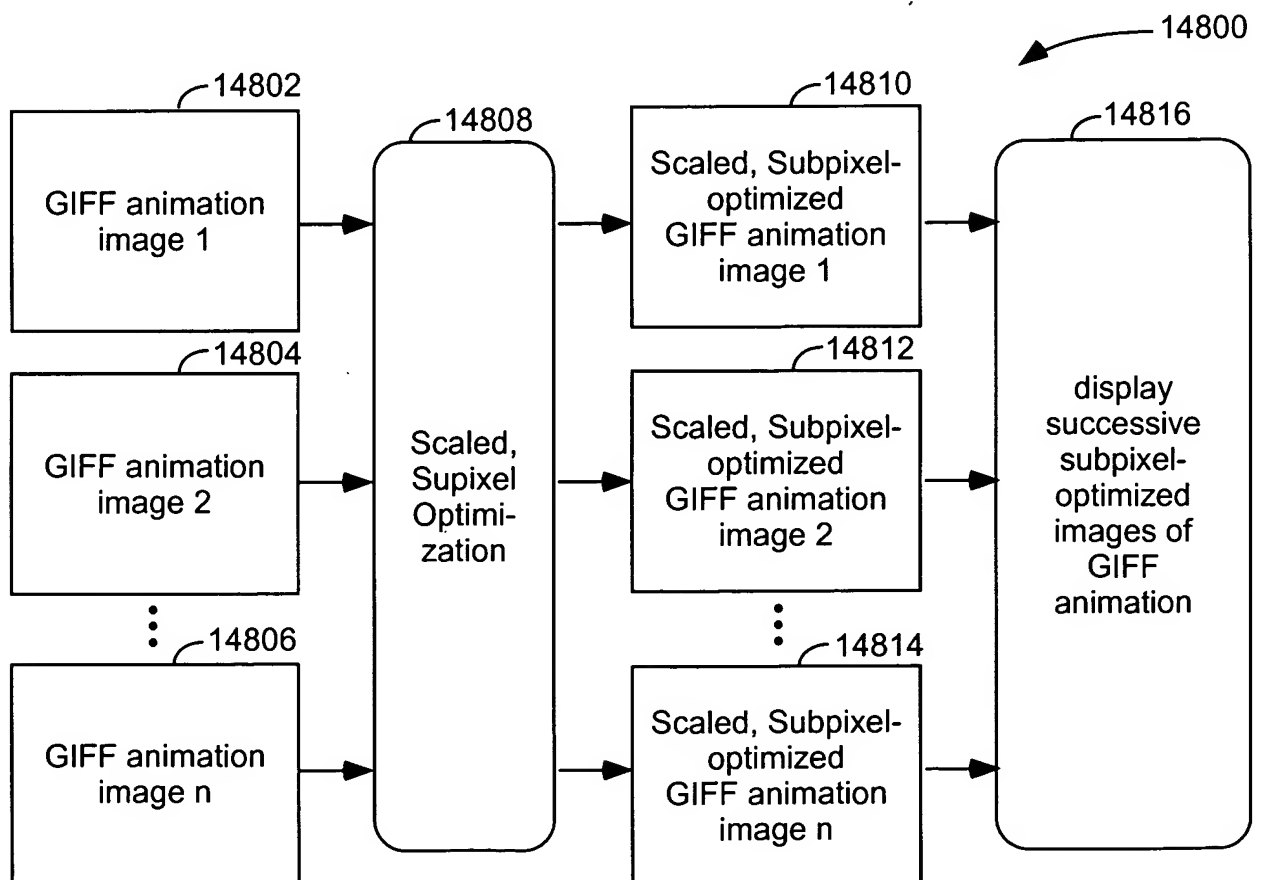 14800
14802
GIFF animation
image 1
14808
14810
Scaled, Subpixel-
optimized
GIFF animation
image 1
14816
14804
GIFF animation
image 2
Scaled,
Supixel
Optimi-
zation
14812
Scaled, Subpixel-
optimized
GIFF animation
image 2
display
successive
subpixel-
optimized
images of
GIFF
animation
14806
GIFF animation
image n
14814
Scaled, Subpixel-
optimized
GIFF animation
image n